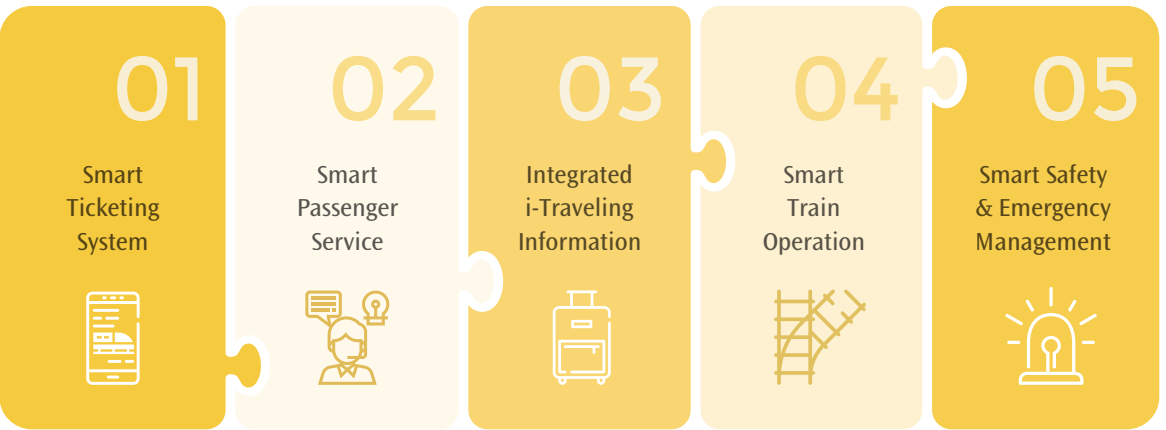 01
Smart
Ticketing
System
02
Smart
Passenger
Service
03
Integrated
i-Traveling
Information
04
Smart
Train
Operation
05
Smart Safety
& Emergency
Management